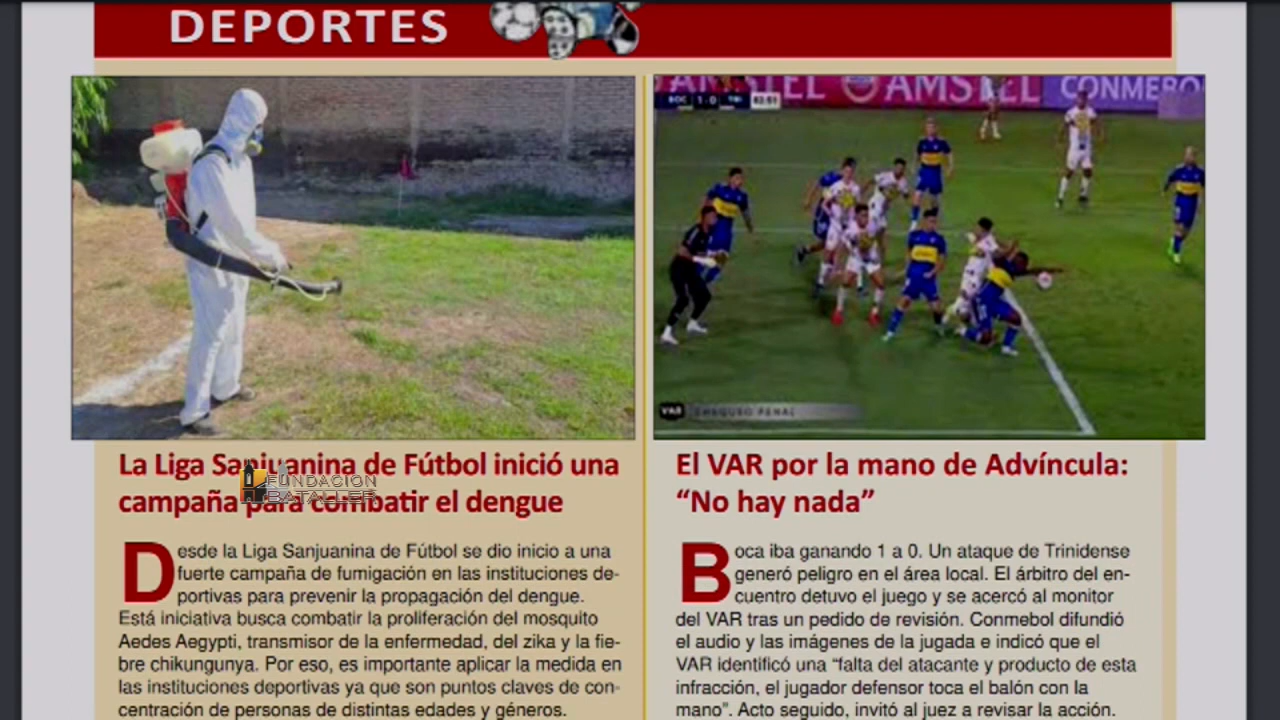 DEPORTES
AMSTEL AMSTEL CONMEBO
BOC 1-0 TRI 82:51
VAR CHEQUEO PENAL
La Liga Sanjuanina de Fútbol inició una
campaña para combatir el dengue
FUNDACION
BATALLER
Desde la Liga Sanjuanina de Fútbol se dio inicio a una
fuerte campaña de fumigación en las instituciones de-
portivas para prevenir la propagación del dengue.
Está iniciativa busca combatir la proliferación del mosquito
Aedes Aegypti, transmisor de la enfermedad, del zika y la fie-
bre chikungunya. Por eso, es importante aplicar la medida en
las instituciones deportivas ya que son puntos claves de con-
centración de personas de distintas edades y géneros.
El VAR por la mano de Advíncula:
“No hay nada”
Boca iba ganando 1 a 0. Un ataque de Trinidense
generó peligro en el área local. El árbitro del en-
cuentro detuvo el juego y se acercó al monitor
del VAR tras un pedido de revisión. Conmebol difundió
el audio y las imágenes de la jugada e indicó que el
VAR identificó una “falta del atacante y producto de esta
infracción, el jugador defensor toca el balón con la
mano”. Acto seguido, invitó al juez a revisar la acción.